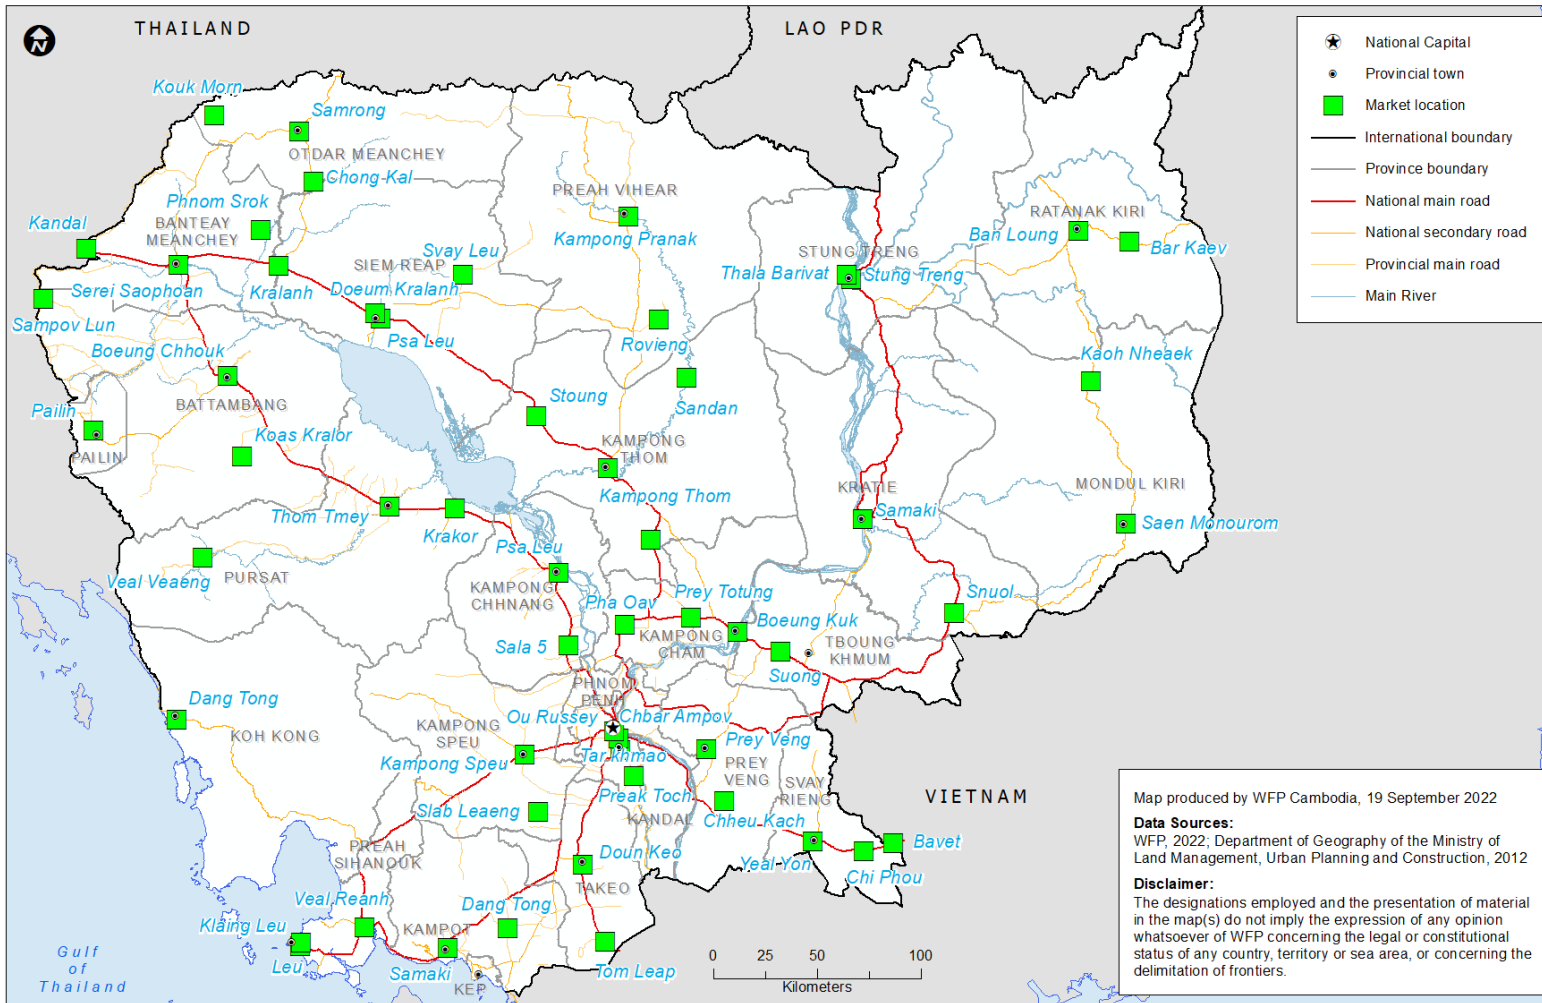 THAILAND
LAO PDR
N
Kouk Morn
Samrong
OTDAR MEANCHEY
Chong-Kal
Phnom Srok
BANTEAY
MEANCHEY
Kandal
PREAH VIHEAR
Kampong Pranak
RATANAK KIRI
Ban Loung
Bar Kaev
STUNG TRENG
Thala Barivat
Stung Treng
Svay Leu
SIEM REAP
Doeum Kralanh
Serei Saophoan
Kralanh
Sampov Lun
Psa Leu
Rovieng
Boeung Chhouk
Kaoh Nheaek
BATTAMBANG
Stoung
Sandan
Pailin
PAILIN
Koas Kralor
KAMPONG
THOM
Kampong Thom
KRATIE
MONDUL KIRI
Samaki
Saen Monourom
Thom Tmey
Krakor
Psa Leu
Veal Veaeng
PURSAT
KAMPONG
CHHNANG
Pha Oav
Prey Totung
Boeung Kuk
Snuol
KAMPONG
CHAM
TBOUNG
KHMUM
Sala 5
Suong
PHNOM
PENH
Dang Tong
KOH KONG
KAMPONG
SPEU
Ou Russey
Chbar Ampov
Kampong Speu
Tar khmao
Prey Veng
PREY
VENG
SVAY
RIENG
Preak Toch
Slab Leaeng
KANDAL
Chheu Kach
VIETNAM
PREAH
SIHANOUK
Doun Keo
TAKEO
Yeal Yon
Bavet
Chi Phou
Veal Reanh
Dang Tong
Klaing Leu
KAMPOT
Leu
Samaki
KEP
Tom Leap
Gulf
of
Thailand
0 25 50 100
Kilometers
National Capital
Provincial town
Market location
International boundary
Province boundary
National main road
National secondary road
Provincial main road
Main River
Map produced by WFP Cambodia, 19 September 2022
Data Sources:
WFP, 2022; Department of Geography of the Ministry of
Land Management, Urban Planning and Construction, 2012
Disclaimer:
The designations employed and the presentation of material
in the map(s) do not imply the expression of any opinion
whatsoever of WFP concerning the legal or constitutional
status of any country, territory or sea area, or concerning the
delimitation of frontiers.